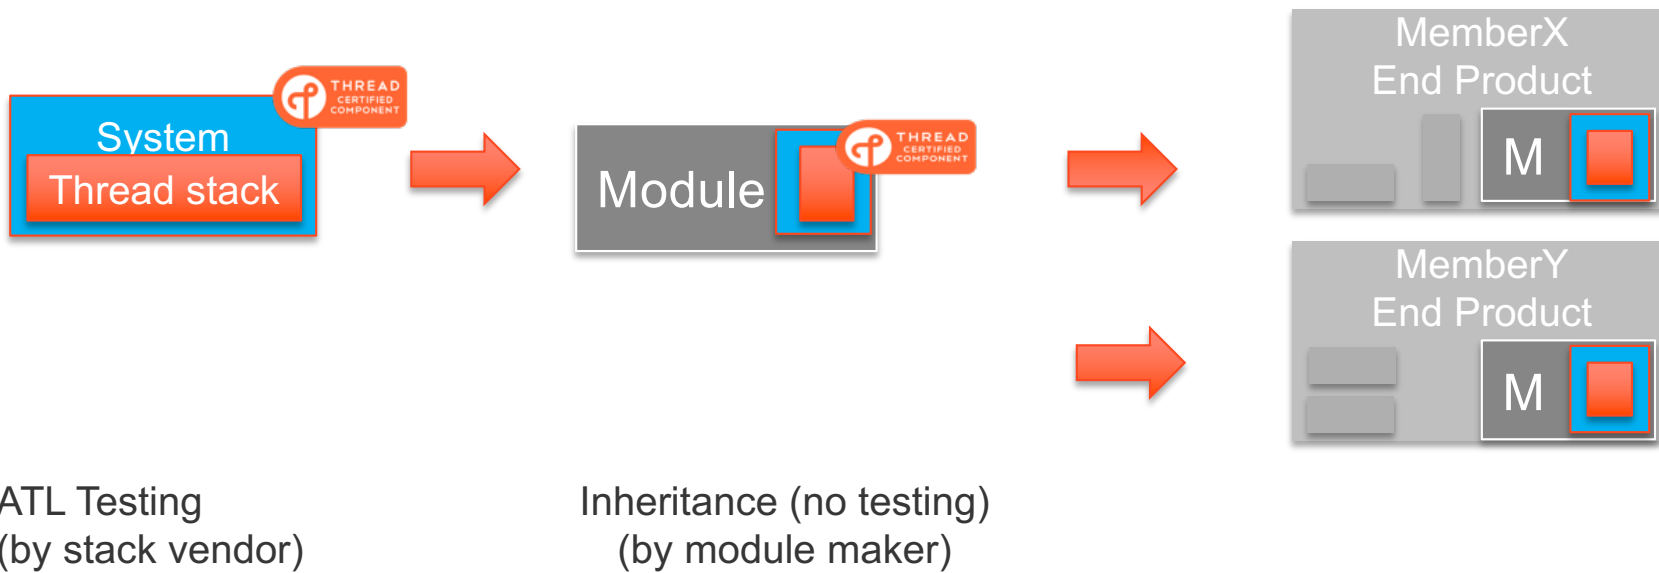 System
Thread stack
THREAD
CERTIFIED
COMPONENT
Module
THREAD
CERTIFIED
COMPONENT
MemberX
End Product
M
MemberY
End Product
M
ATL Testing
(by stack vendor)
Inheritance (no testing)
(by module maker)